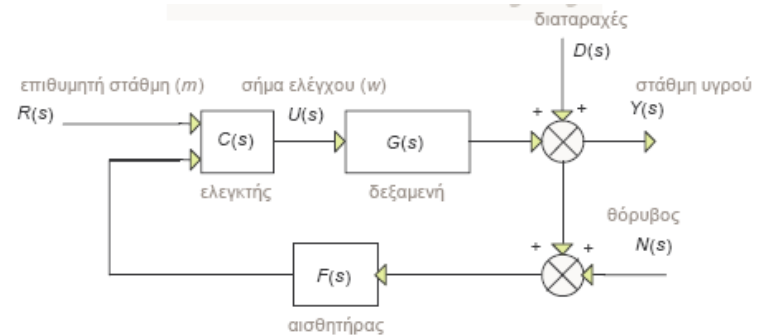 διαταραχές
D(s)
επιθυμητή στάθμη (m)
σήμα ελέγχου (w)
στάθμη υγρού
R(s)
U(s)
Y(s)
+ +
C(s)
G(s)
ελεγκτής
δεξαμενή
θόρυβος
N(s)
+ +
F(s)
αισθητήρας